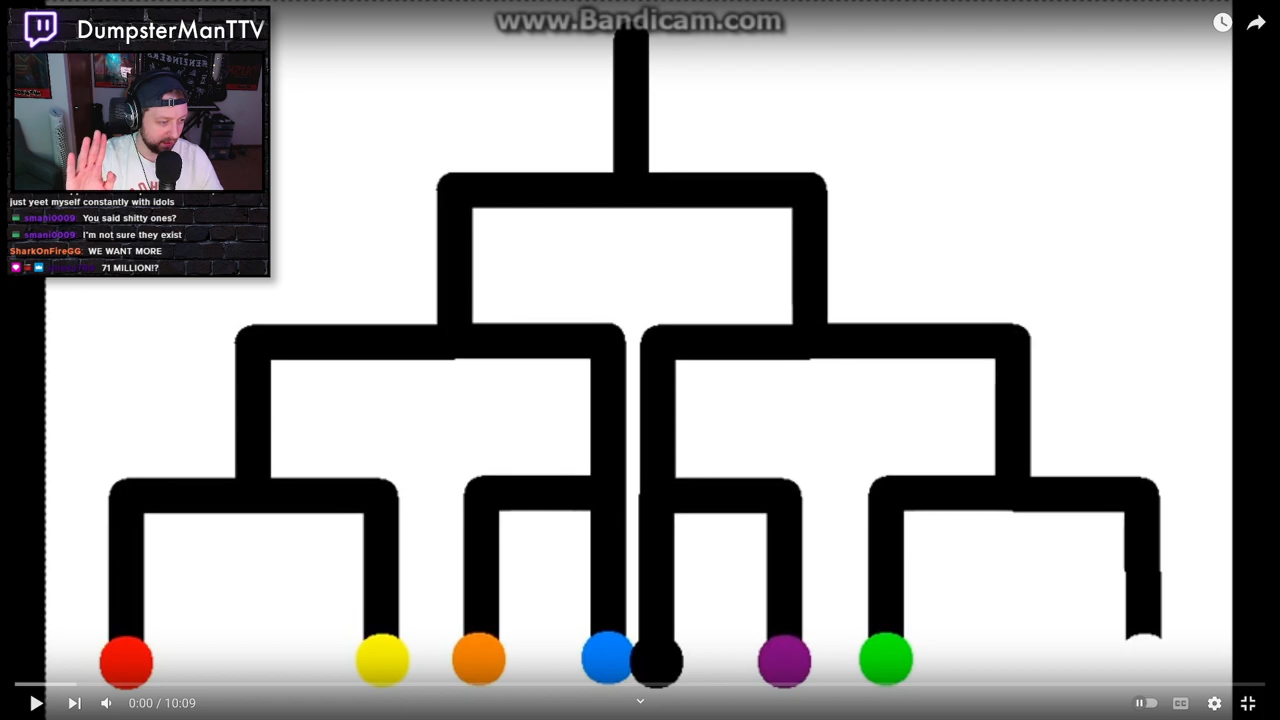 www.Bandicam.com
DumpsterManTTV
just yeet myself constantly with idols
smani0009 You said shitty ones?
smani0009 I'm not sure they exist
SharkOnFireGG: WE WANT MORE
71 MILLION!?
0:00 / 10:09
CC